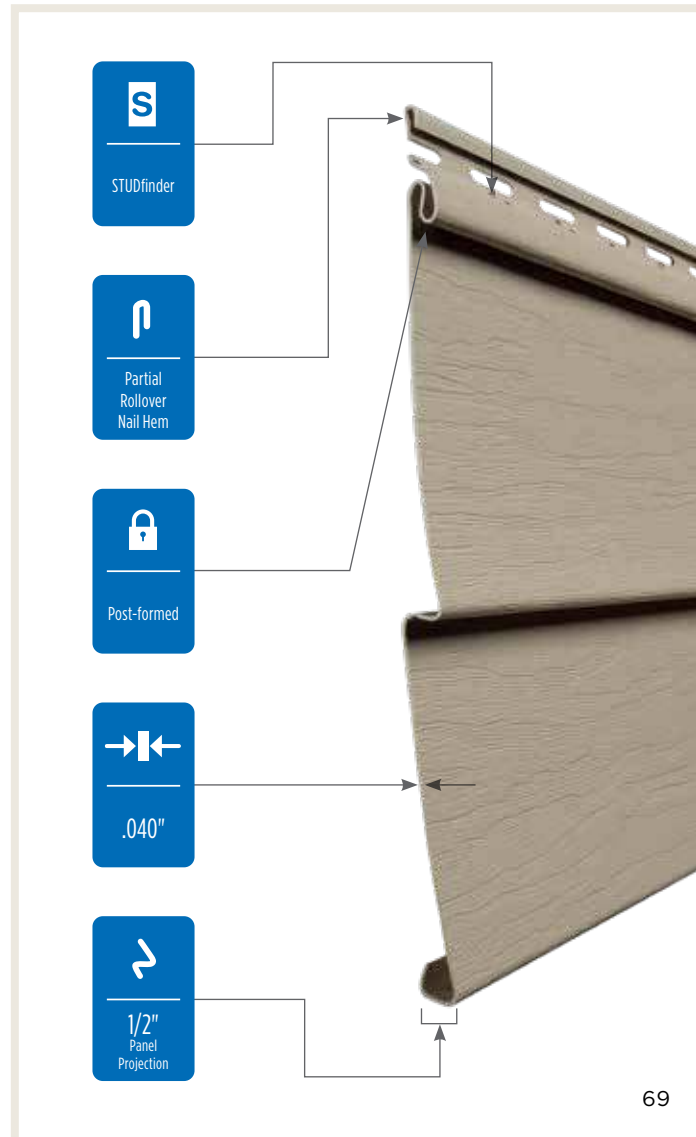 S
STUDfinder
Partial
Rollover
Nail Hem
Post-formed
.040"
1/2"
Panel
Projection
69